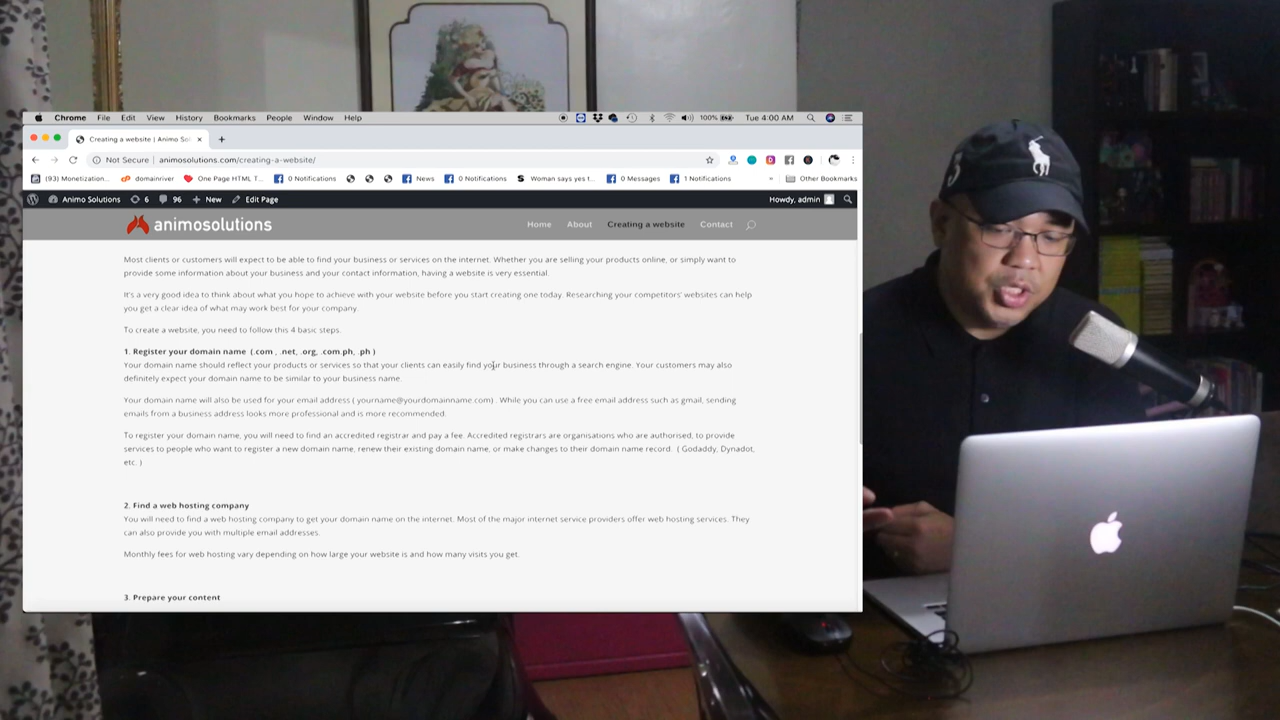 Chrome File Edit View History Bookmarks People Window Help 100% Tue 4:00 AM
Creating a website | Animo So
Not Secure | animosolutions.com/creating-a-website/
(93) Monetization... domainriver One Page HTML T... 0 Notifications News 0 Notifications Woman says yes t... 0 Messages 1 Notifications » Other Bookmarks
Animo Solutions 6 96 + New Edit Page Howdy, admin
animosolutions Home About Creating a website Contact
Most clients or customers will expect to be able to find your business or services on the internet. Whether you are selling your products online, or simply want to
provide some information about your business and your contact information, having a website is very essential.
It's a very good idea to think about what you hope to achieve with your website before you start creating one today. Researching your competitors' websites can help
you get a clear idea of what may work best for your company.
To create a website, you need to follow this 4 basic steps.
1. Register your domain name (.com , .net, .org, .com.ph, .ph )
Your domain name should reflect your products or services so that your clients can easily find your business through a search engine. Your customers may also
definitely expect your domain name to be similar to your business name.
Your domain name will also be used for your email address ( yourname@yourdomainname.com) . While you can use a free email address such as gmail, sending
emails from a business address looks more professional and is more recommended.
To register your domain name, you will need to find an accredited registrar and pay a fee. Accredited registrars are organisations who are authorised, to provide
services to people who want to register a new domain name, renew their existing domain name, or make changes to their domain name record. ( Godaddy, Dynadot,
etc. )
2. Find a web hosting company
You will need to find a web hosting company to get your domain name on the internet. Most of the major internet service providers offer web hosting services. They
can also provide you with multiple email addresses.
Monthly fees for web hosting vary depending on how large your website is and how many visits you get.
3. Prepare your content
3